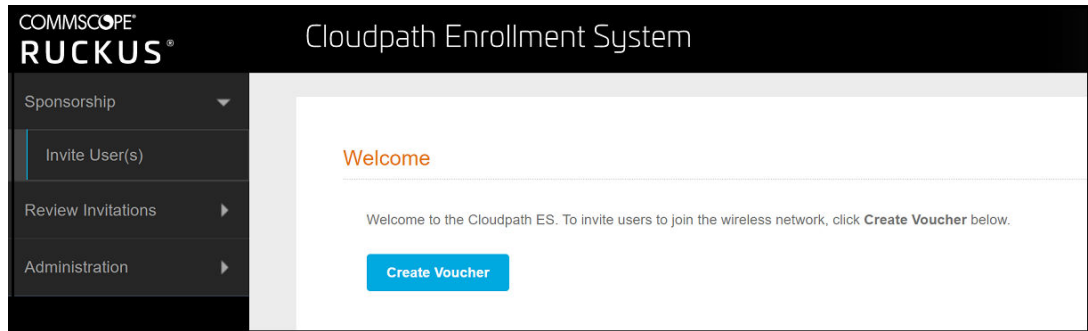 COMMSCOPE®
RUCKUS®
Cloudpath Enrollment System
Sponsorship
Invite User(s)
Review Invitations
Administration
Welcome
Welcome to the Cloudpath ES. To invite users to join the wireless network, click Create Voucher below.
Create Voucher